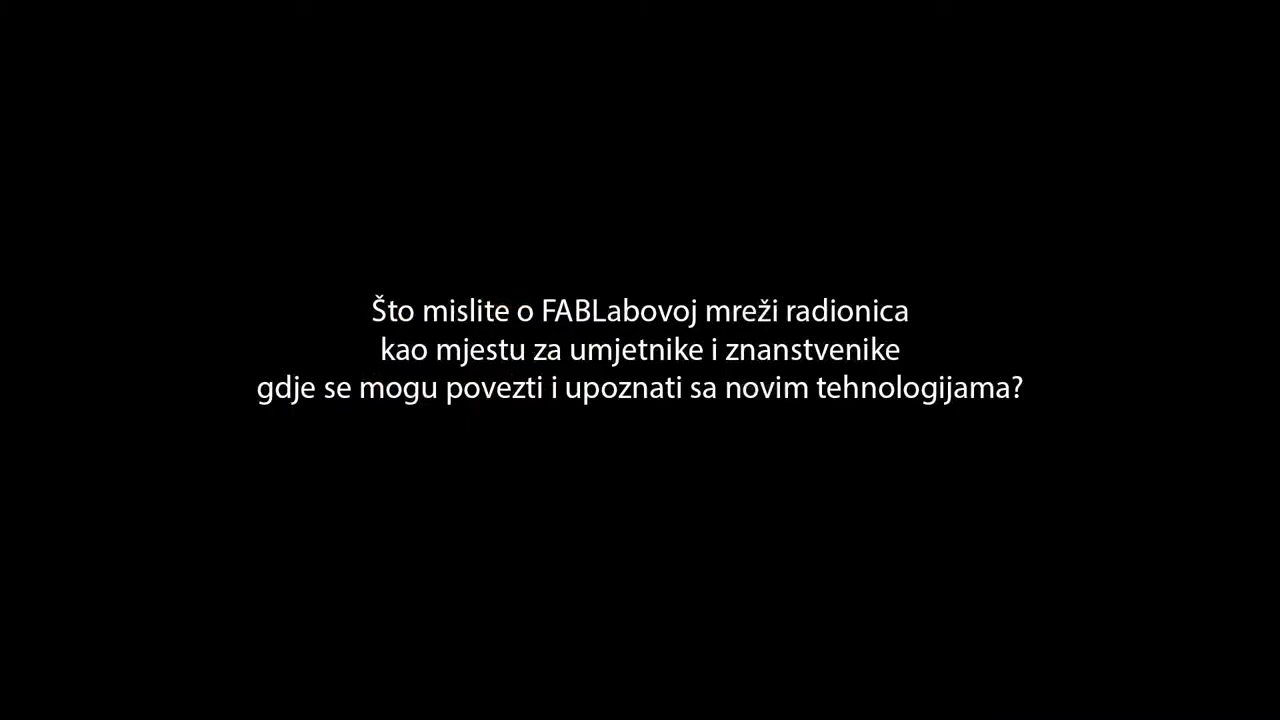 Što mislite o FABLabovoj mreži radionica
kao mjestu za umjetnike i znanstvenike
gdje se mogu povezti i upoznati sa novim tehnologijama?